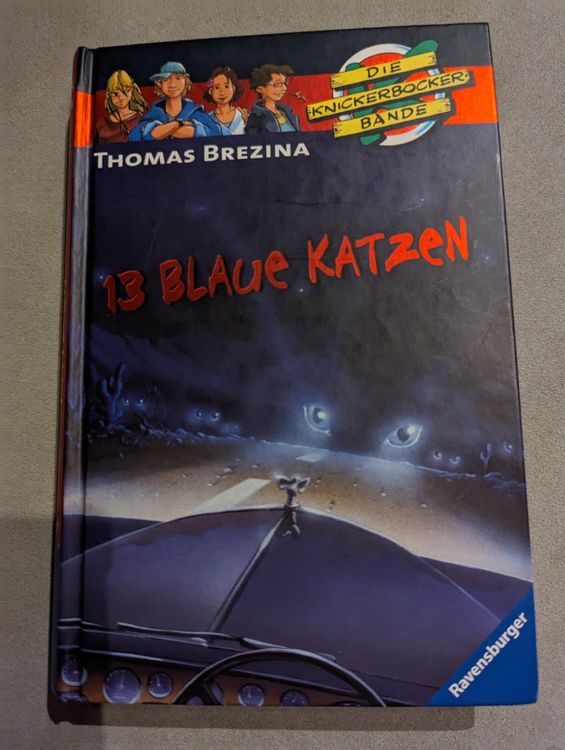 DIE
KNICKERBOCKER-
BANDE
THOMAS BREZINA
13 BLAUE KATZEN
Ravensburger